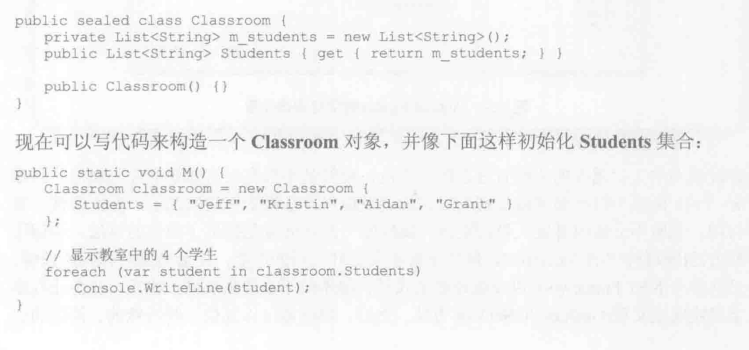 public sealed class Classroom {
   private List<String> m_students = new List<String>();
   public List<String> Students { get { return m_students; } }

   public Classroom() {}
}
现在可以写代码来构造一个 Classroom 对象，并像下面这样初始化 Students 集合：
public static void M() {
   Classroom classroom = new Classroom {
      Students = { "Jeff", "Kristin", "Aidan", "Grant" }
   };

   // 显示教室中的 4 个学生
   foreach (var student in classroom.Students)
      Console.WriteLine(student);
}